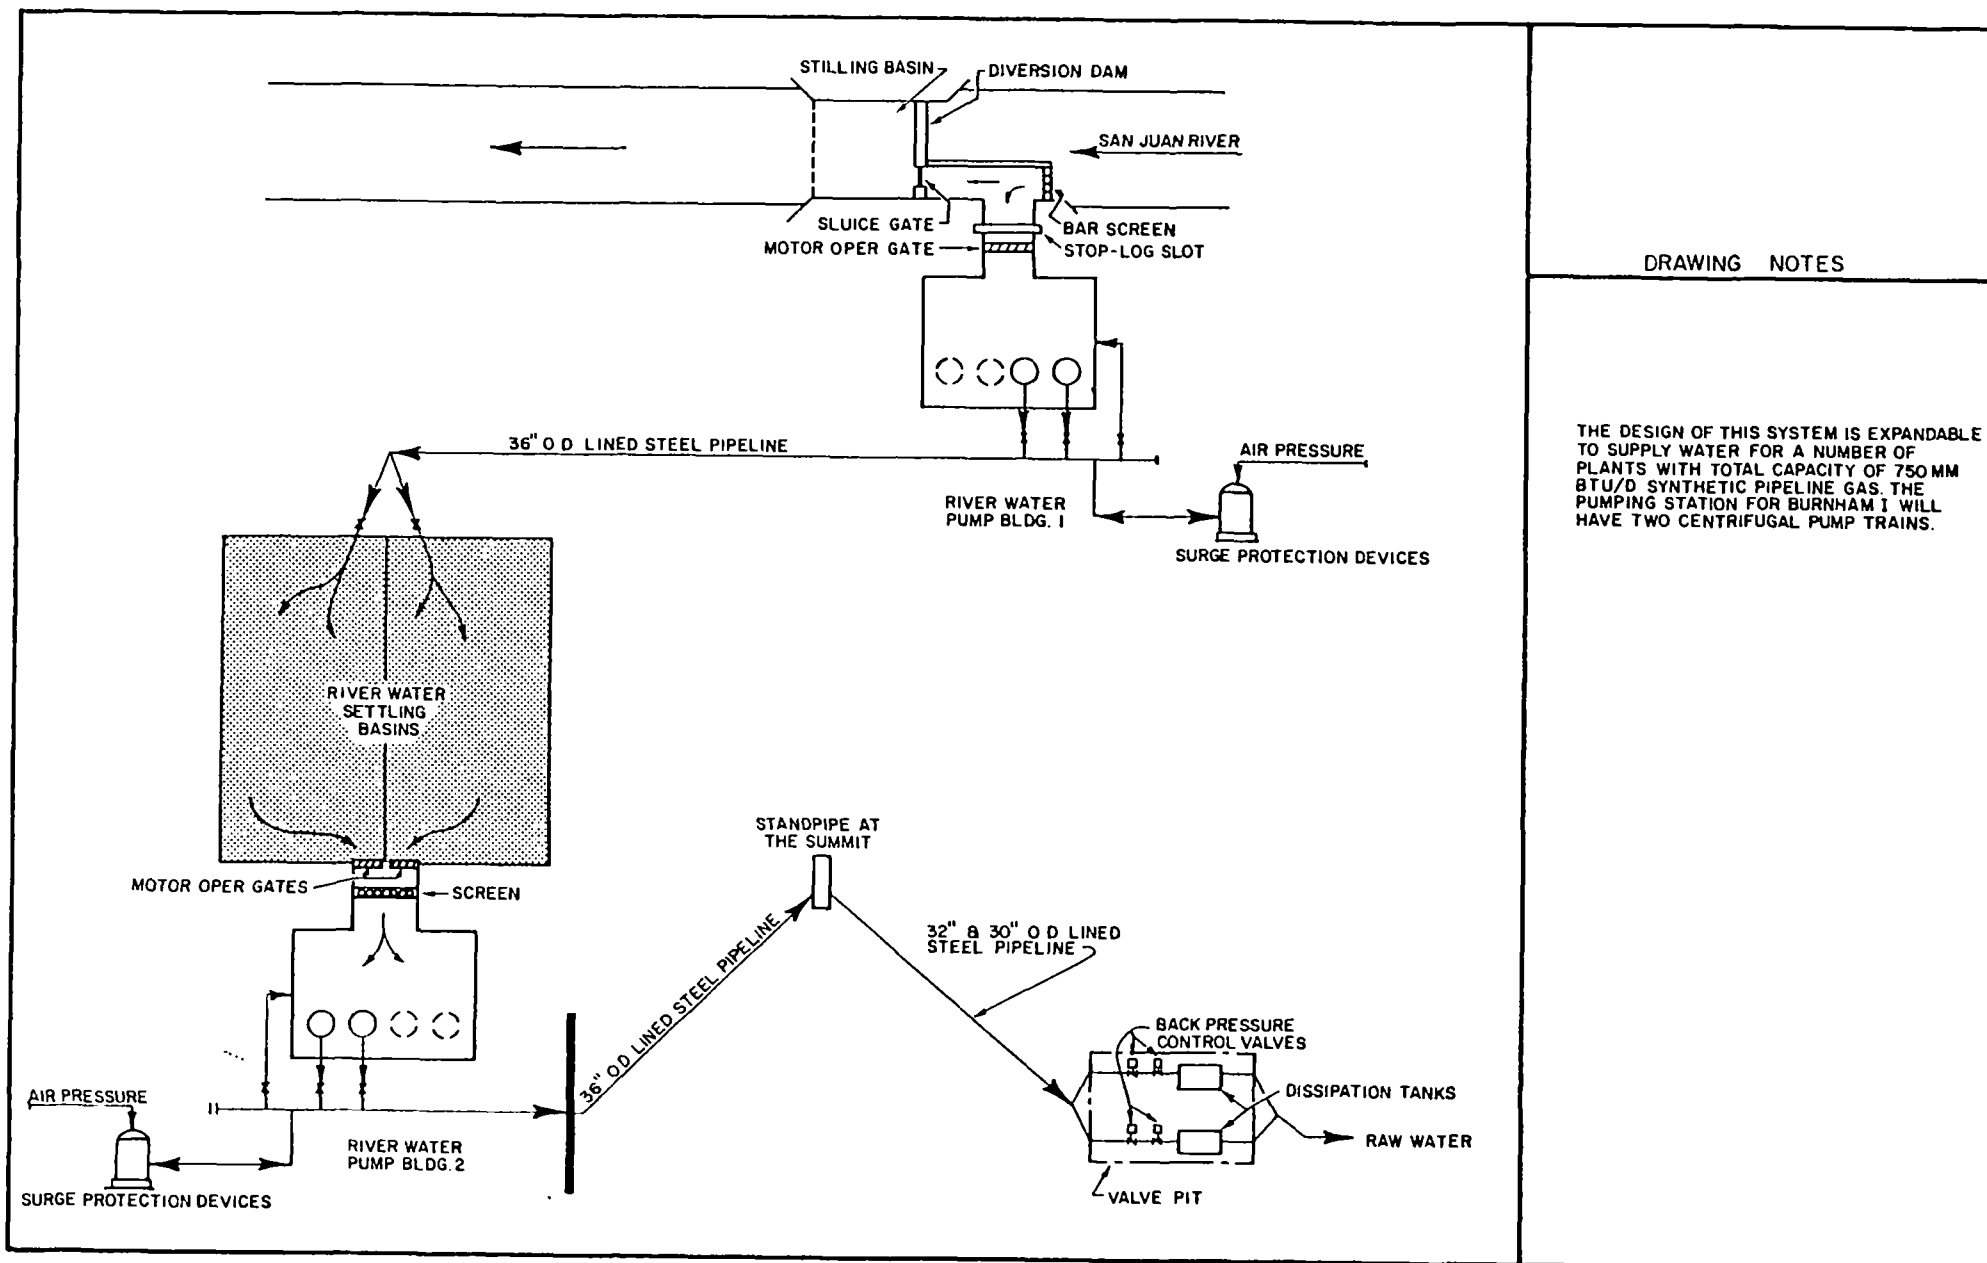 STILLING BASIN
DIVERSION DAM
SAN JUAN RIVER
SLUICE GATE
BAR SCREEN
MOTOR OPER GATE
STOP-LOG SLOT
DRAWING NOTES
36" O D LINED STEEL PIPELINE
AIR PRESSURE
RIVER WATER
PUMP BLDG. 1
SURGE PROTECTION DEVICES
THE DESIGN OF THIS SYSTEM IS EXPANDABLE
TO SUPPLY WATER FOR A NUMBER OF
PLANTS WITH TOTAL CAPACITY OF 750 MM
BTU/D SYNTHETIC PIPELINE GAS. THE
PUMPING STATION FOR BURNHAM I WILL
HAVE TWO CENTRIFUGAL PUMP TRAINS.
RIVER WATER
SETTLING
BASINS
MOTOR OPER GATES
SCREEN
STANDPIPE AT
THE SUMMIT
36" O D LINED STEEL PIPELINE
32" & 30" O D LINED
STEEL PIPELINE
BACK PRESSURE
CONTROL VALVES
DISSIPATION TANKS
RAW WATER
VALVE PIT
AIR PRESSURE
RIVER WATER
PUMP BLDG. 2
SURGE PROTECTION DEVICES